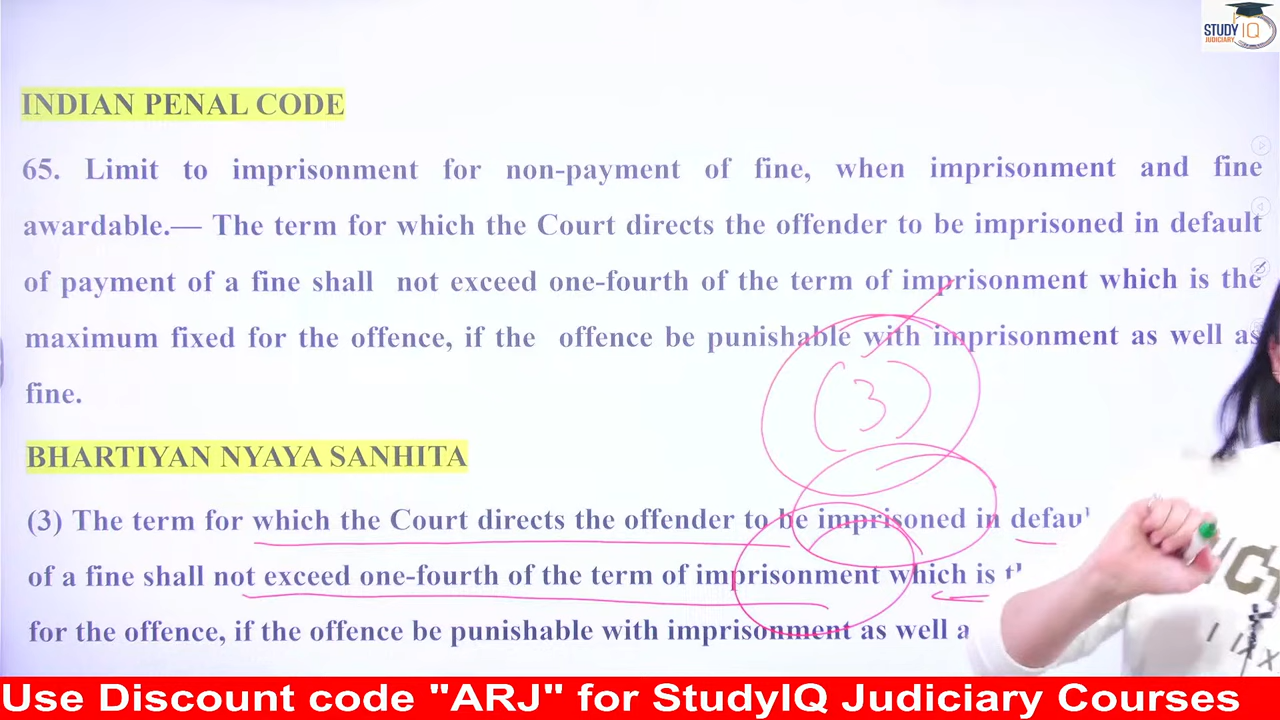 STUDY IQ
JUDICIARY
INDIAN PENAL CODE
65. Limit to imprisonment for non-payment of fine, when imprisonment and fine
awardable.— The term for which the Court directs the offender to be imprisoned in default
of payment of a fine shall not exceed one-fourth of the term of imprisonment which is the
maximum fixed for the offence, if the offence be punishable with imprisonment as well as
fine.
(3)
BHARTIYAN NYAYA SANHITA
(3) The term for which the Court directs the offender to be imprisoned in defau
of a fine shall not exceed one-fourth of the term of imprisonment which is
for the offence, if the offence be punishable with imprisonment as well a
Use Discount code "ARJ" for StudyIQ Judiciary Courses